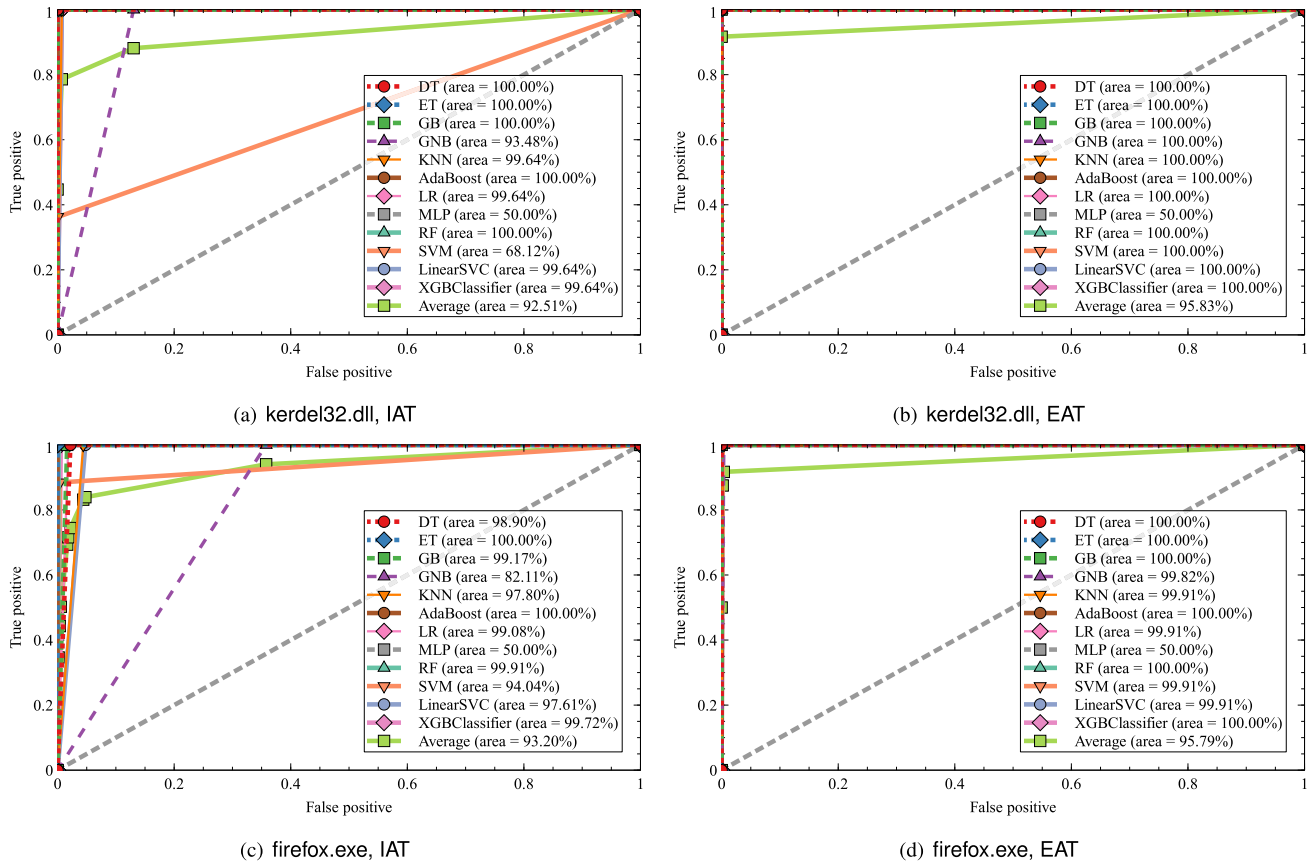 1
0.8
0.6
0.4
0.2
0
True positive
DT (area = 100.00%)
ET (area = 100.00%)
GB (area = 100.00%)
GNB (area = 93.48%)
KNN (area = 99.64%)
AdaBoost (area = 100.00%)
LR (area = 99.64%)
MLP (area = 50.00%)
RF (area = 100.00%)
SVM (area = 68.12%)
LinearSVC (area = 99.64%)
XGBClassifier (area = 99.64%)
Average (area = 92.51%)
0 0.2 0.4 0.6 0.8 1
False positive
(a) kerdel32.dll, IAT
1
0.8
0.6
0.4
0.2
0
True positive
DT (area = 100.00%)
ET (area = 100.00%)
GB (area = 100.00%)
GNB (area = 100.00%)
KNN (area = 100.00%)
AdaBoost (area = 100.00%)
LR (area = 100.00%)
MLP (area = 50.00%)
RF (area = 100.00%)
SVM (area = 100.00%)
LinearSVC (area = 100.00%)
XGBClassifier (area = 100.00%)
Average (area = 95.83%)
0 0.2 0.4 0.6 0.8 1
False positive
(b) kerdel32.dll, EAT
1
0.8
0.6
0.4
0.2
0
True positive
DT (area = 98.90%)
ET (area = 100.00%)
GB (area = 99.17%)
GNB (area = 82.11%)
KNN (area = 97.80%)
AdaBoost (area = 100.00%)
LR (area = 99.08%)
MLP (area = 50.00%)
RF (area = 99.91%)
SVM (area = 94.04%)
LinearSVC (area = 97.61%)
XGBClassifier (area = 99.72%)
Average (area = 93.20%)
0 0.2 0.4 0.6 0.8 1
False positive
(c) firefox.exe, IAT
1
0.8
0.6
0.4
0.2
0
True positive
DT (area = 100.00%)
ET (area = 100.00%)
GB (area = 100.00%)
GNB (area = 99.82%)
KNN (area = 99.91%)
AdaBoost (area = 100.00%)
LR (area = 99.91%)
MLP (area = 50.00%)
RF (area = 100.00%)
SVM (area = 99.91%)
LinearSVC (area = 99.91%)
XGBClassifier (area = 100.00%)
Average (area = 95.79%)
0 0.2 0.4 0.6 0.8 1
False positive
(d) firefox.exe, EAT